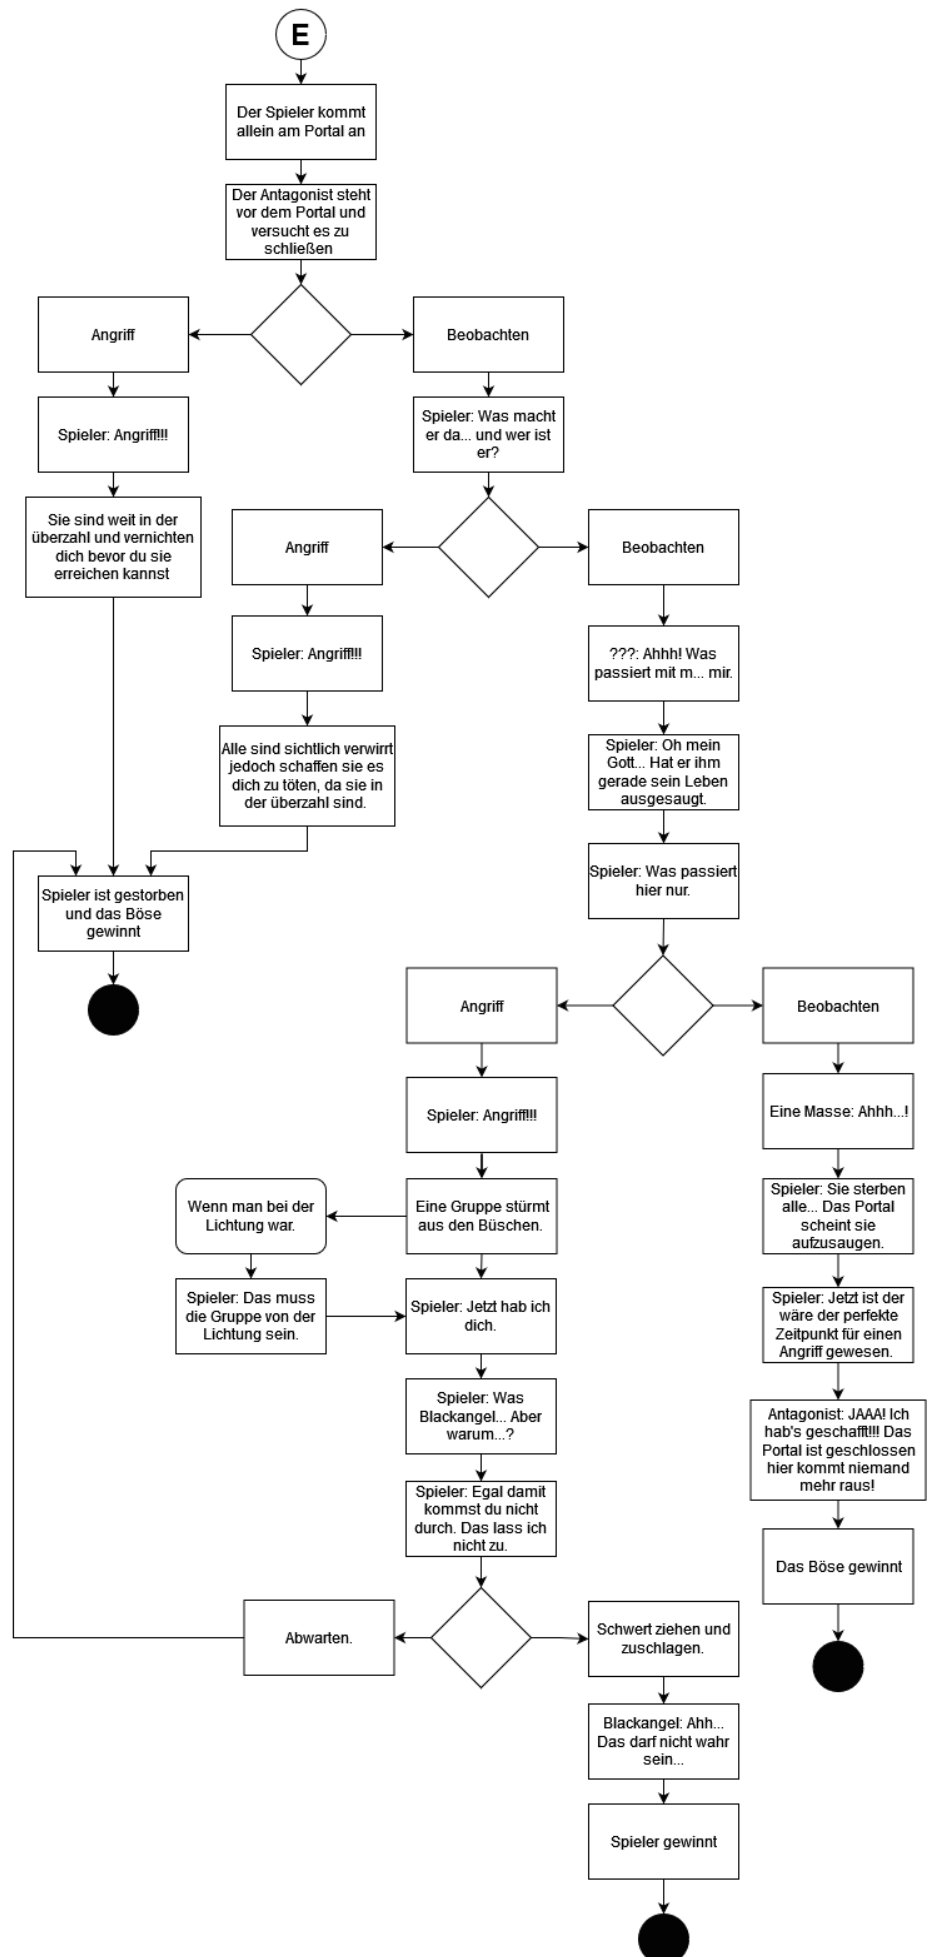 E
Der Spieler kommt
allein am Portal an
Der Antagonist steht
vor dem Portal und
versucht es zu
schließen
Angriff
Beobachten
Spieler: Angriff!!!
Spieler: Was macht
er da... und wer ist
er?
Sie sind weit in der
überzahl und vernichten
dich bevor du sie
erreichen kannst
Angriff
Beobachten
Spieler: Angriff!!!
???: Ahhh! Was
passiert mit m... mir.
Alle sind sichtlich verwirrt
jedoch schaffen sie es
dich zu töten, da sie in
der überzahl sind.
Spieler: Oh mein
Gott... Hat er ihm
gerade sein Leben
ausgesaugt.
Spieler: Was passiert
hier nur.
Spieler ist gestorben
und das Böse
gewinnt
Angriff
Beobachten
Spieler: Angriff!!!
Eine Masse: Ahhh...!
Wenn man bei der
Lichtung war.
Eine Gruppe stürmt
aus den Büschen.
Spieler: Sie sterben
alle... Das Portal
scheint sie
aufzusaugen.
Spieler: Das muss
die Gruppe von der
Lichtung sein.
Spieler: Jetzt hab ich
dich.
Spieler: Jetzt ist der
wäre der perfekte
Zeitpunkt für einen
Angriff gewesen.
Spieler: Was
Blackangel... Aber
warum...?
Antagonist: JAAA! Ich
hab's geschafft!!! Das
Portal ist geschlossen
hier kommt niemand
mehr raus!
Spieler: Egal damit
kommst du nicht
durch. Das lass ich
nicht zu.
Das Böse gewinnt
Abwarten.
Schwert ziehen und
zuschlagen.
Blackangel: Ahh...
Das darf nicht wahr
sein...
Spieler gewinnt